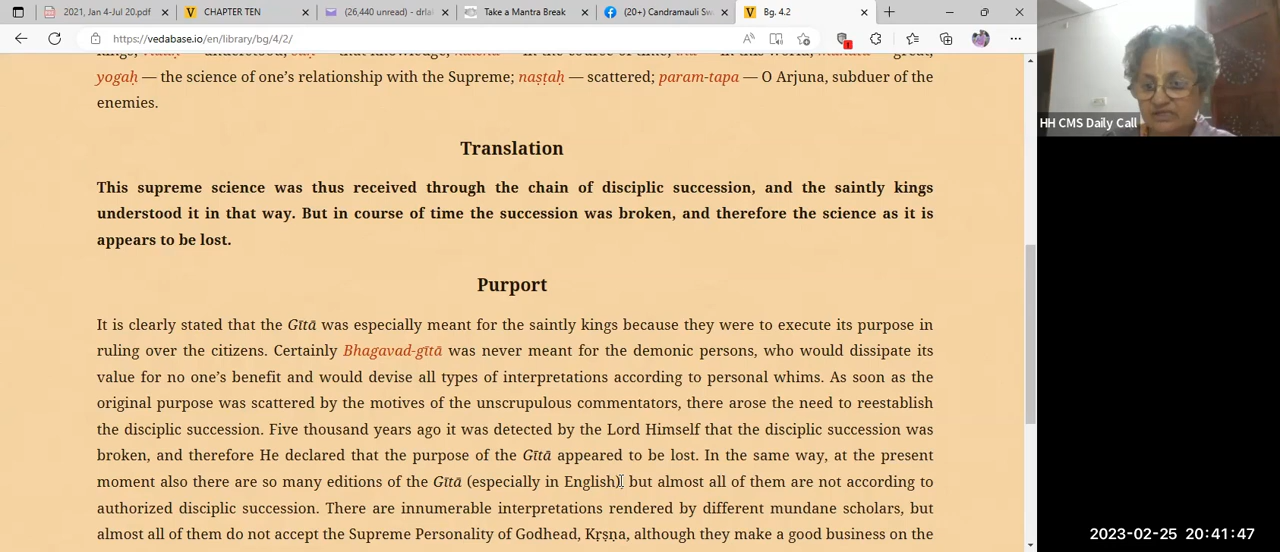 2021, Jan 4-Jul 20.pdf
CHAPTER TEN
(26,440 unread) - drla
Take a Mantra Break
(20+) Candramauli Sw
Bg. 4.2
https://vedabase.io/en/library/bg/4/2/
yogaḥ — the science of one’s relationship with the Supreme; naṣṭaḥ — scattered; param-tapa — O Arjuna, subduer of the
enemies.
Translation
This supreme science was thus received through the chain of disciplic succession, and the saintly kings
understood it in that way. But in course of time the succession was broken, and therefore the science as it is
appears to be lost.
Purport
It is clearly stated that the Gītā was especially meant for the saintly kings because they were to execute its purpose in
ruling over the citizens. Certainly Bhagavad-gītā was never meant for the demonic persons, who would dissipate its
value for no one’s benefit and would devise all types of interpretations according to personal whims. As soon as the
original purpose was scattered by the motives of the unscrupulous commentators, there arose the need to reestablish
the disciplic succession. Five thousand years ago it was detected by the Lord Himself that the disciplic succession was
broken, and therefore He declared that the purpose of the Gītā appeared to be lost. In the same way, at the present
moment also there are so many editions of the Gītā (especially in English) but almost all of them are not according to
authorized disciplic succession. There are innumerable interpretations rendered by different mundane scholars, but
almost all of them do not accept the Supreme Personality of Godhead, Kṛṣṇa, although they make a good business on the
HH CMS Daily Call
2023-02-25 20:41:47